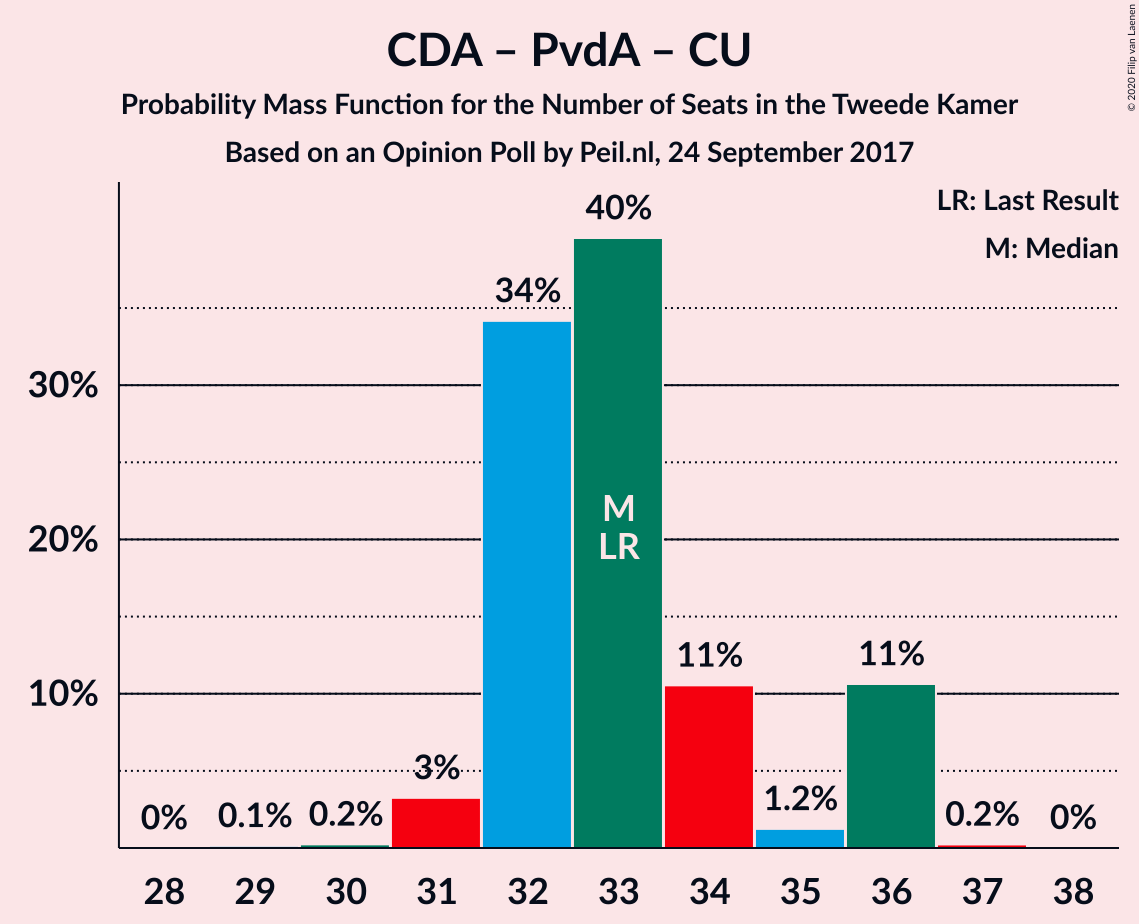 CDA – PvdA – CU
Probability Mass Function for the Number of Seats in the Tweede Kamer
Based on an Opinion Poll by Peil.nl, 24 September 2017
© 2020 Filip van Laenen
LR: Last Result
M: Median
40%
34%
30%
M
LR
20%
11%
11%
10%
3%
0%
0.1%
0.2%
1.2%
0.2%
0%
28 29 30 31 32 33 34 35 36 37 38